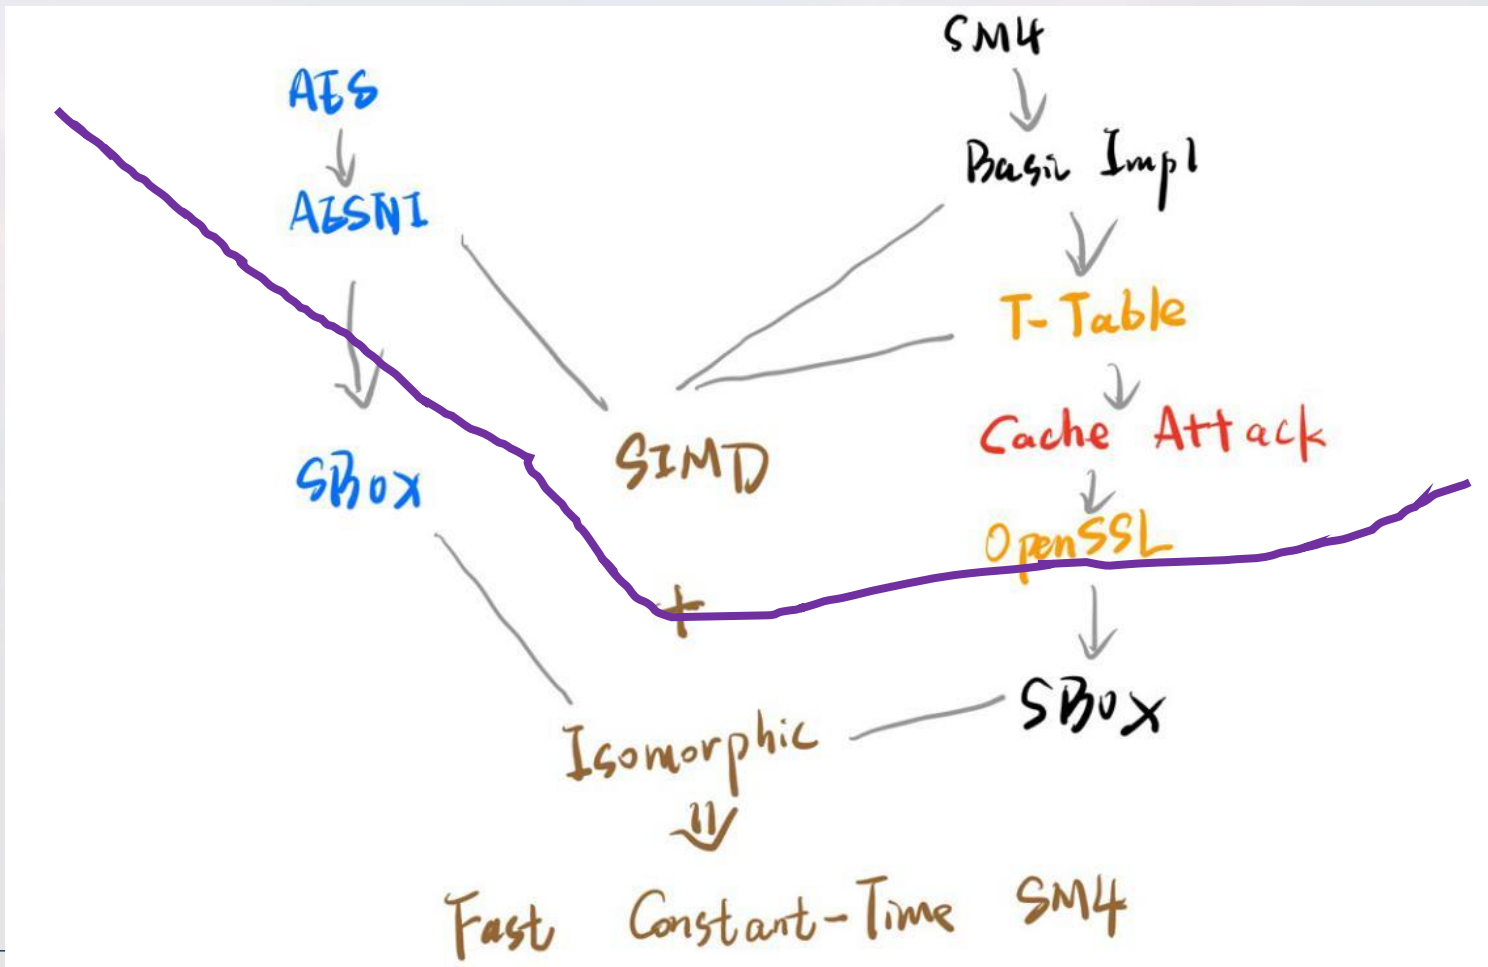 SM4
AES
Basic Impl
AESNI
T-Table
Cache Attack
SIMD
SBox
OpenSSL
+
SBox
Isomorphic
Fast Constant-Time SM4